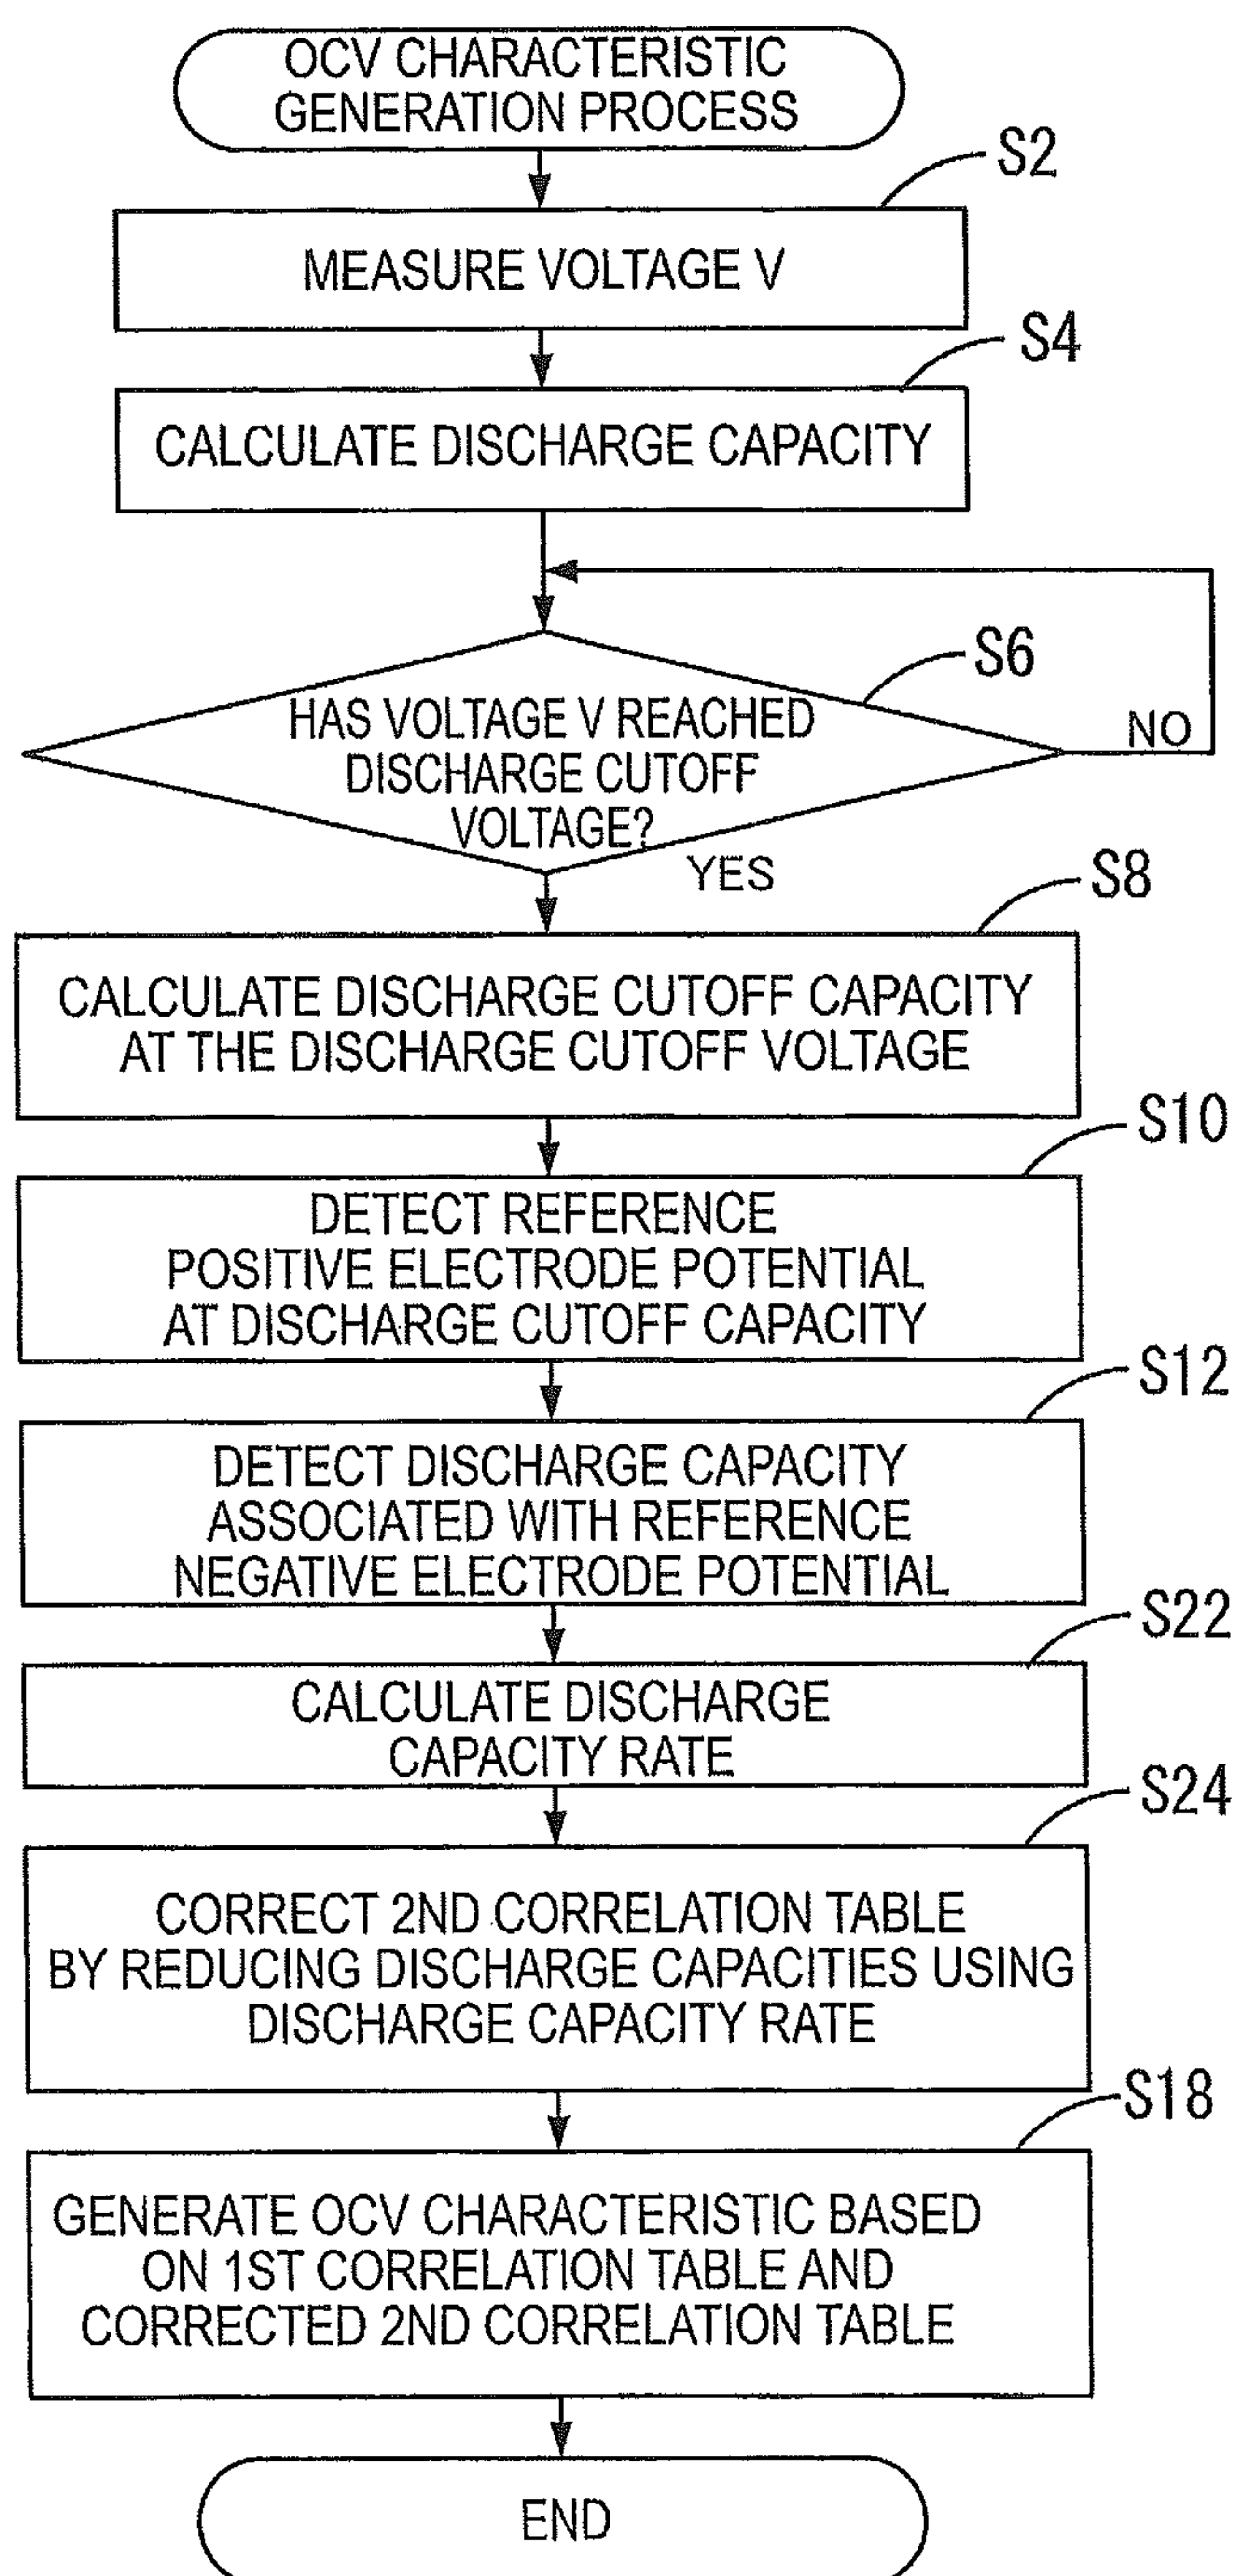 OCV CHARACTERISTIC
GENERATION PROCESS
S2
MEASURE VOLTAGE V
S4
CALCULATE DISCHARGE CAPACITY
S6
HAS VOLTAGE V REACHED
DISCHARGE CUTOFF
VOLTAGE?
NO
YES
S8
CALCULATE DISCHARGE CUTOFF CAPACITY
AT THE DISCHARGE CUTOFF VOLTAGE
S10
DETECT REFERENCE
POSITIVE ELECTRODE POTENTIAL
AT DISCHARGE CUTOFF CAPACITY
S12
DETECT DISCHARGE CAPACITY
ASSOCIATED WITH REFERENCE
NEGATIVE ELECTRODE POTENTIAL
S22
CALCULATE DISCHARGE
CAPACITY RATE
S24
CORRECT 2ND CORRELATION TABLE
BY REDUCING DISCHARGE CAPACITIES USING
DISCHARGE CAPACITY RATE
S18
GENERATE OCV CHARACTERISTIC BASED
ON 1ST CORRELATION TABLE AND
CORRECTED 2ND CORRELATION TABLE
END